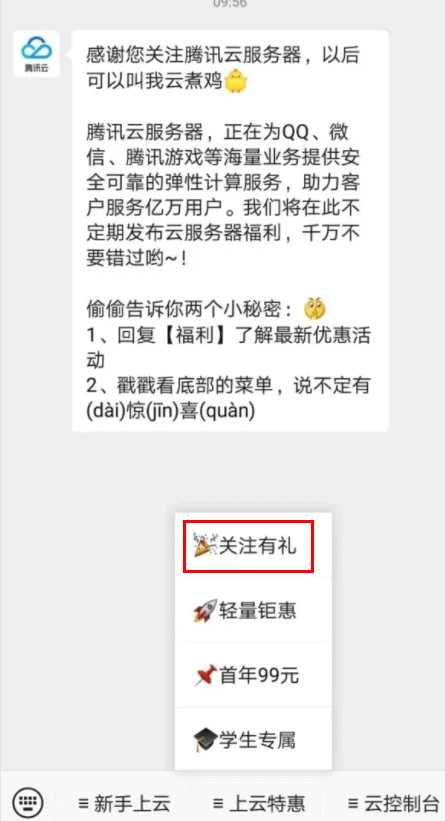 09:56
腾讯云
感谢您关注腾讯云服务器，以后
可以叫我云煮鸡
腾讯云服务器，正在为QQ、微
信、腾讯游戏等海量业务提供安
全可靠的弹性计算服务，助力客
户服务亿万用户。我们将在此不
定期发布云服务器福利，千万不
要错过哟~！
偷偷告诉你两个小秘密：
1、回复【福利】了解最新优惠活
动
2、戳戳看底部的菜单，说不定有
(dài)惊(jīn)喜(quàn)
关注有礼
轻量钜惠
首年99元
学生专属
≡ 新手上云 ≡ 上云特惠 ≡ 云控制台